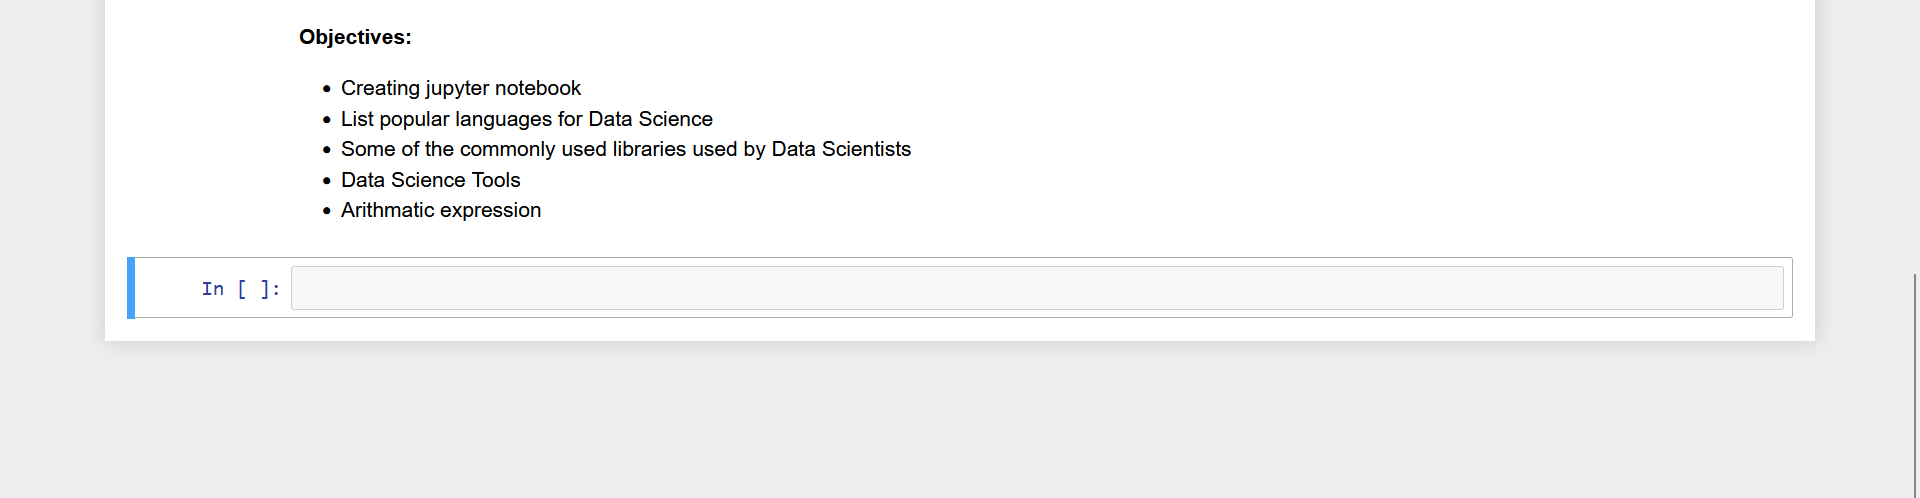 Objectives:
Creating jupyter notebook
List popular languages for Data Science
Some of the commonly used libraries used by Data Scientists
Data Science Tools
Arithmatic expression
In [ ]: